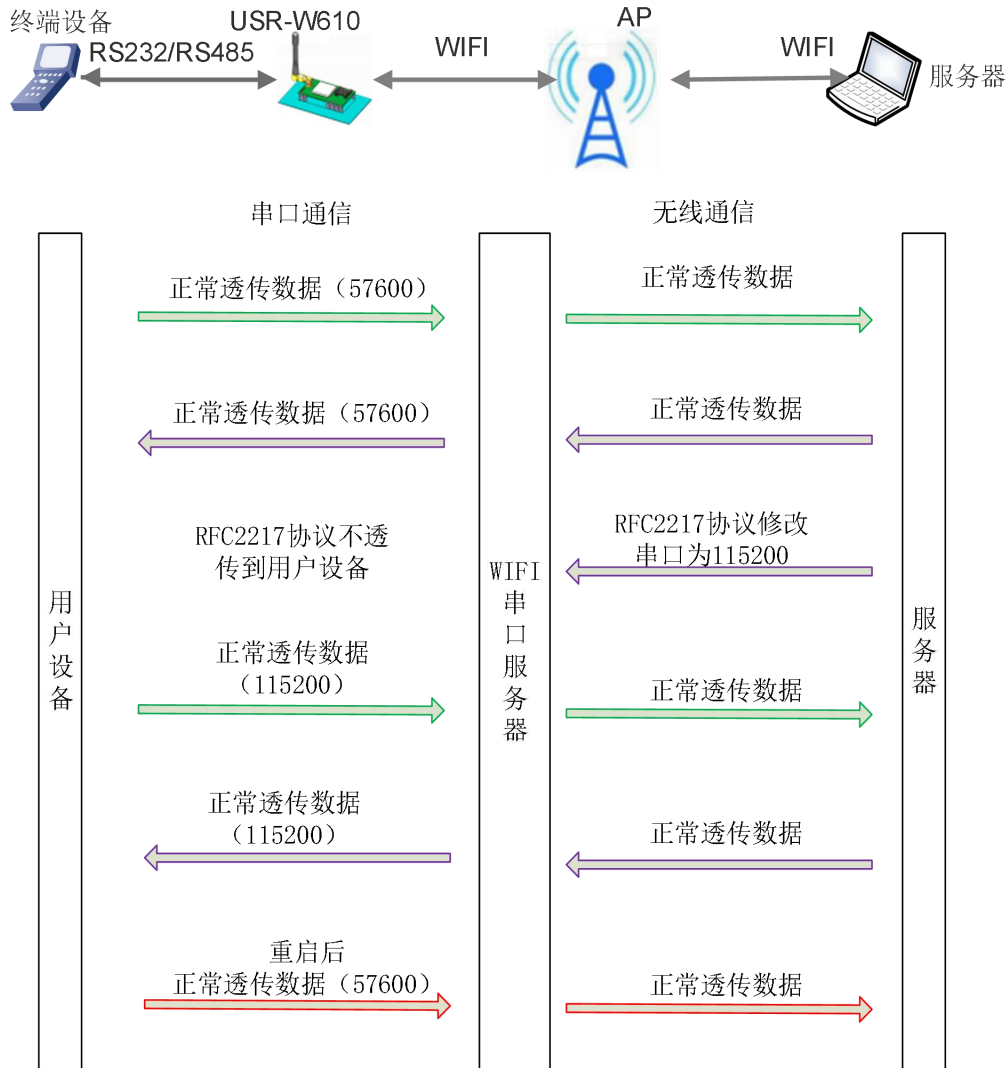 终端设备
USR-W610
AP
RS232/RS485
WIFI
WIFI
服务器
串口通信
无线通信
正常透传数据（57600）
正常透传数据
正常透传数据（57600）
正常透传数据
RFC2217协议不透
传到用户设备
RFC2217协议修改
串口为115200
用户设备
WIFI串口服务器
服务器
正常透传数据
（115200）
正常透传数据
正常透传数据
（115200）
正常透传数据
重启后
正常透传数据（57600）
正常透传数据